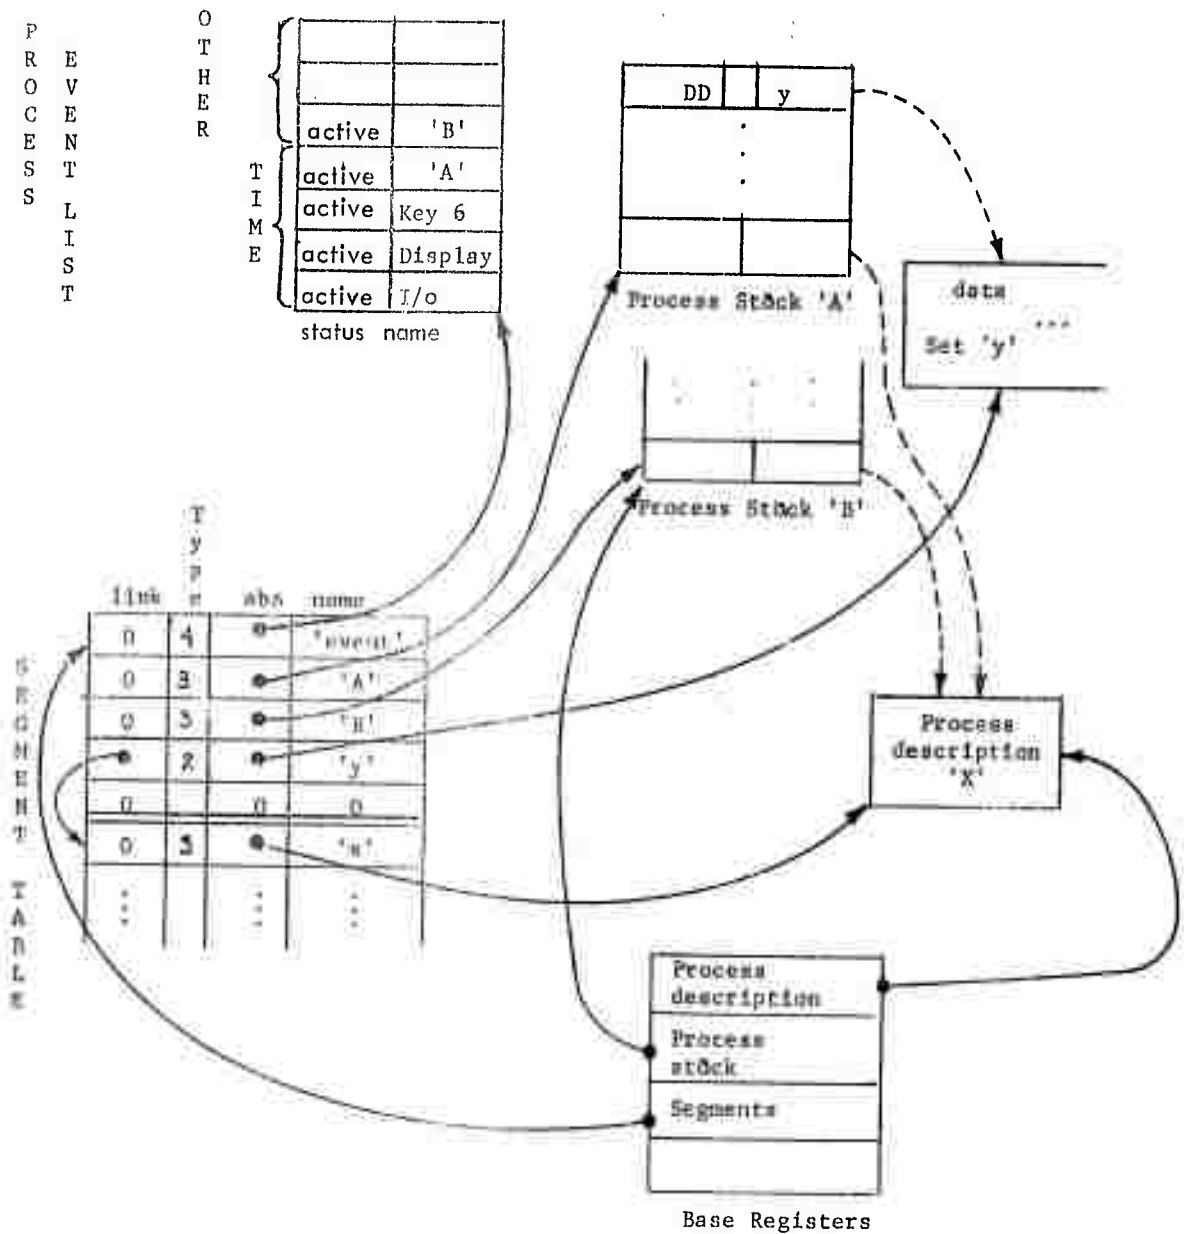 PROCESS
EVENT LIST
OTHER
TIME
active 'B'
active 'A'
active Key 6
active Display
active I/o
status name
DD y
Process Stack 'A'
data
Set 'y' ...
Process Stack 'B'
link Type abs name
0 4 'event'
0 3 'A'
0 3 'B'
2 'y'
0 0 0
0 3 'x'
SEGMENT TABLE
Process
description
'X'
Process
description
Process
stack
Segments
Base Registers